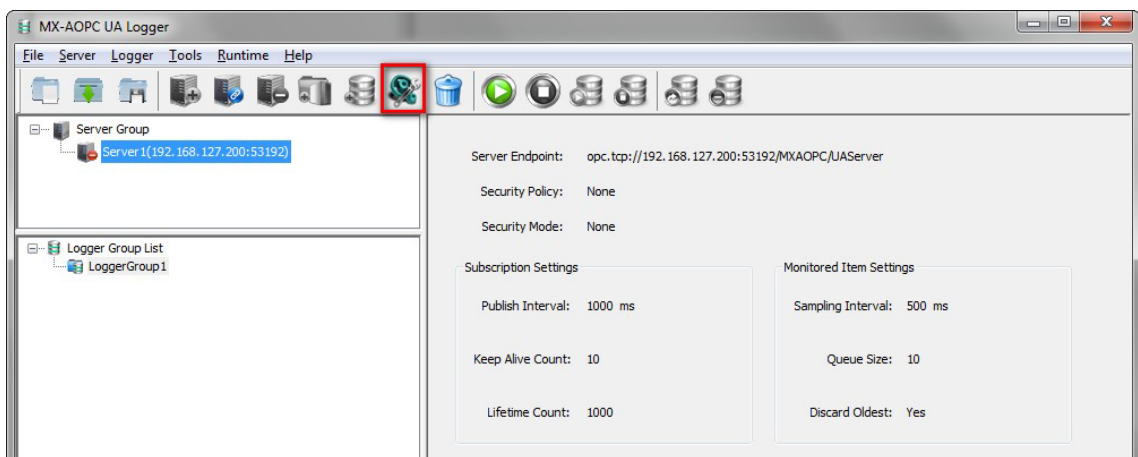 MX-AOPC UA Logger
File Server Logger Tools Runtime Help
Server Group
Server1(192.168.127.200:53192)
Logger Group List
LoggerGroup1
Server Endpoint: opc.tcp://192.168.127.200:53192/MXAOPC/UAServer
Security Policy: None
Security Mode: None
Subscription Settings
Publish Interval: 1000 ms
Keep Alive Count: 10
Lifetime Count: 1000
Monitored Item Settings
Sampling Interval: 500 ms
Queue Size: 10
Discard Oldest: Yes